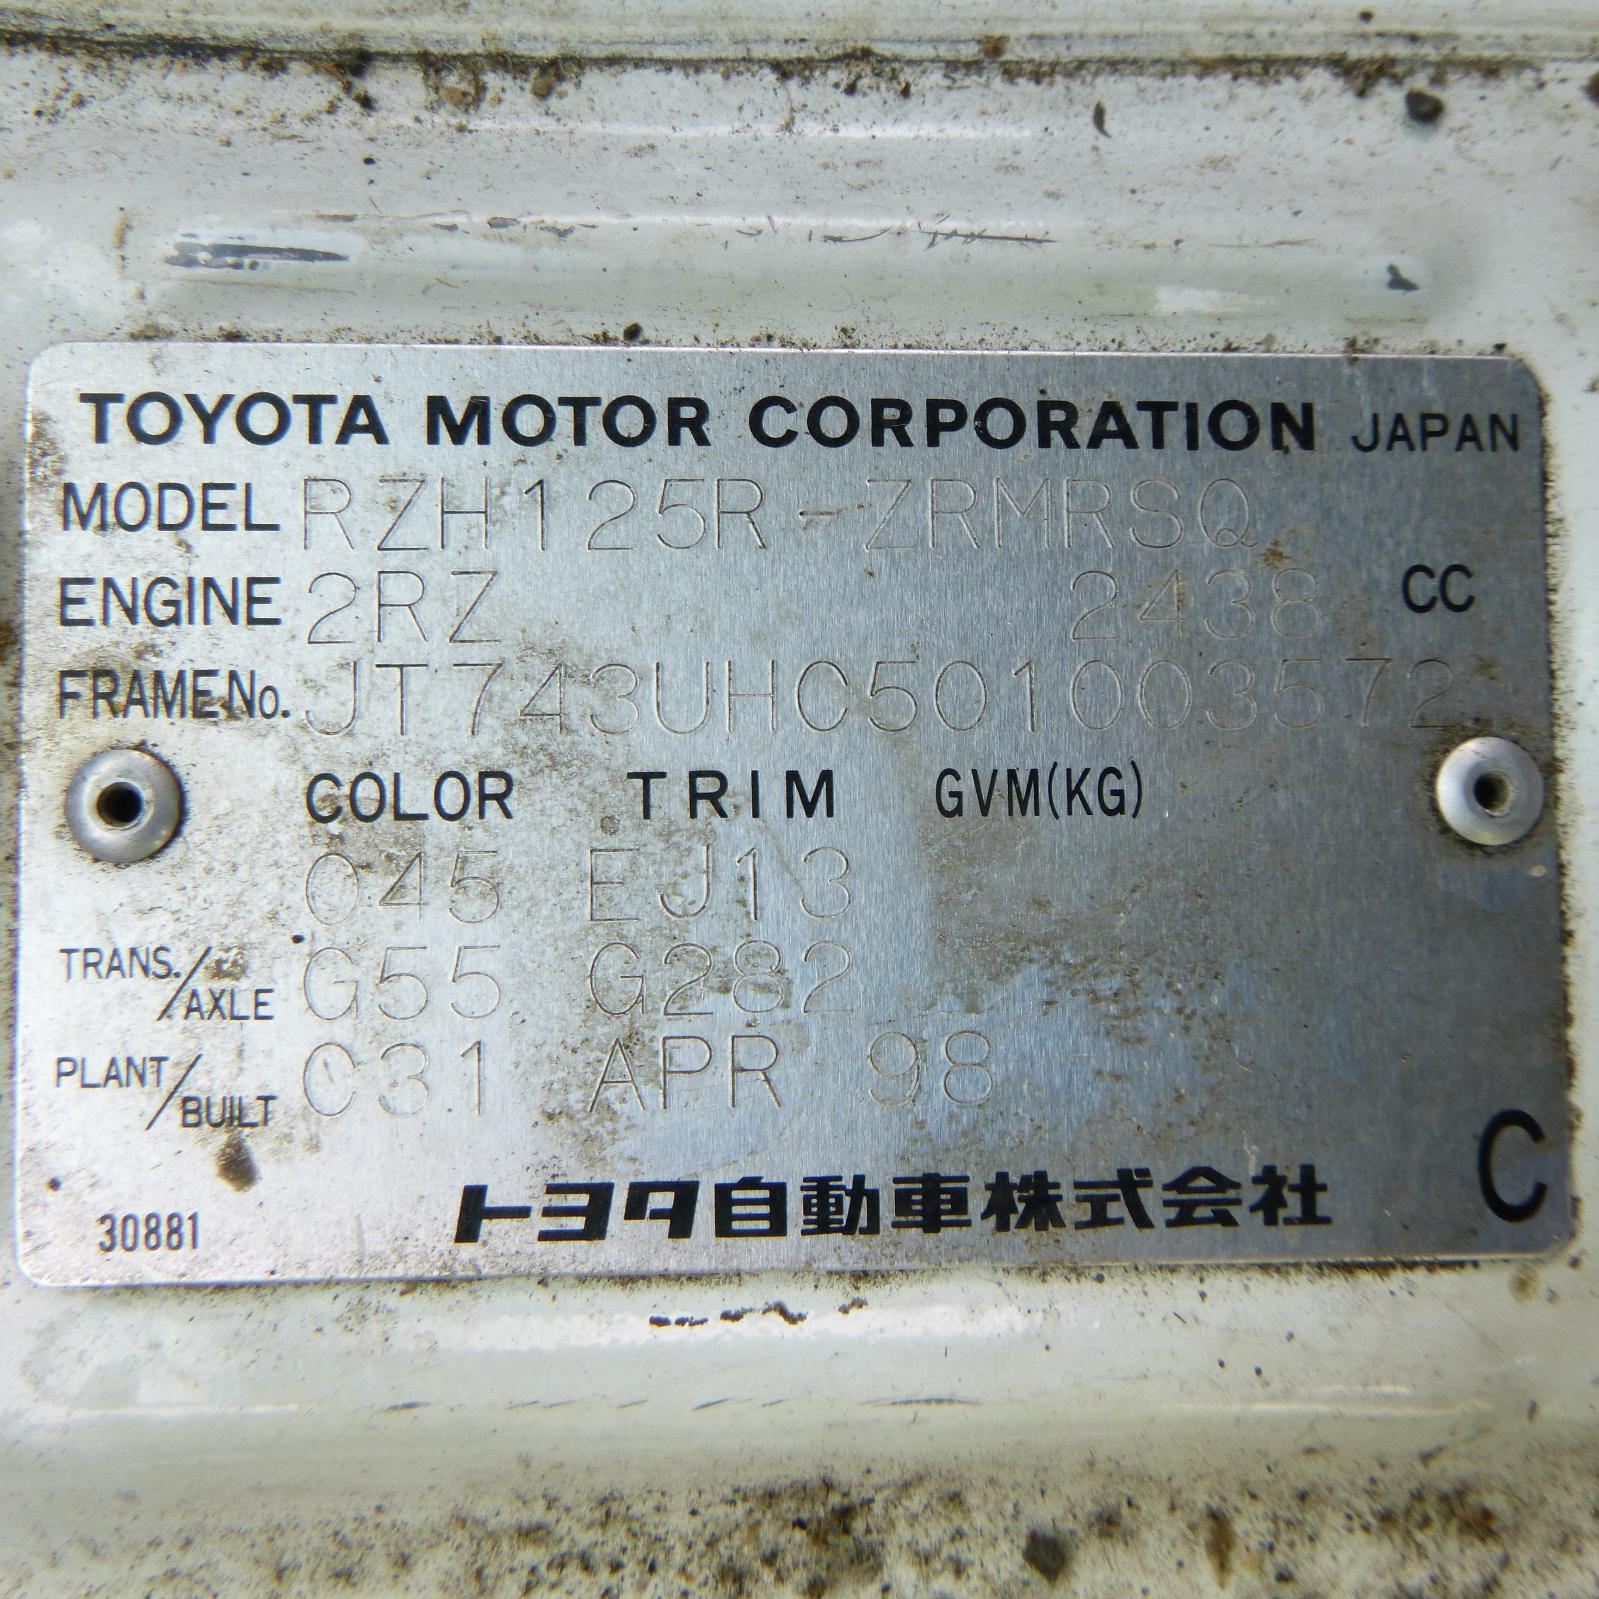 TOYOTA MOTOR CORPORATION JAPAN
MODEL RZH125R-ZRMRSQ
ENGINE 2RZ 2438 CC
FRAME No. JT743UHC501003572
COLOR TRIM GVM(KG)
045 EJ13
TRANS./AXLE G55 G282
PLANT/BUILT C31 APR 98
トヨタ自動車株式会社 C
30881